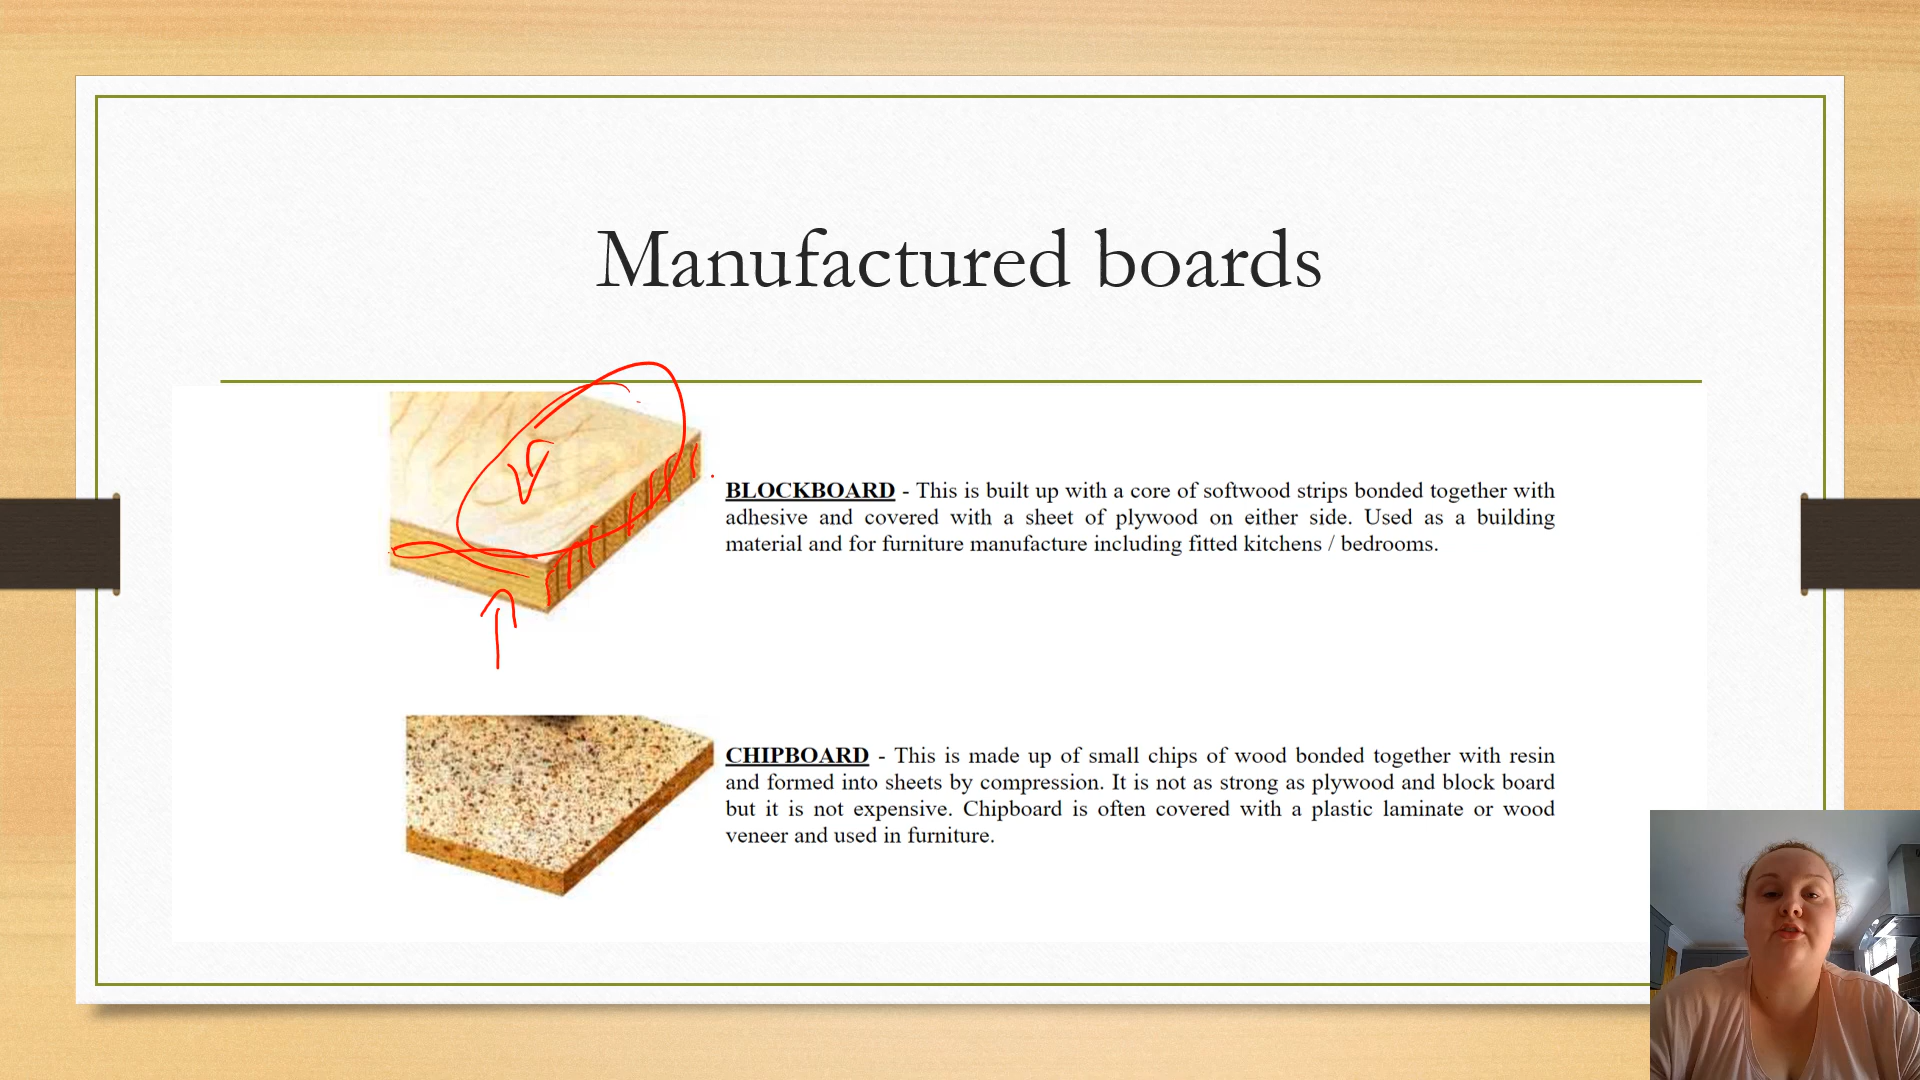 Manufactured boards
BLOCKBOARD - This is built up with a core of softwood strips bonded together with
adhesive and covered with a sheet of plywood on either side. Used as a building
material and for furniture manufacture including fitted kitchens / bedrooms.
CHIPBOARD - This is made up of small chips of wood bonded together with resin
and formed into sheets by compression. It is not as strong as plywood and block board
but it is not expensive. Chipboard is often covered with a plastic laminate or wood
veneer and used in furniture.